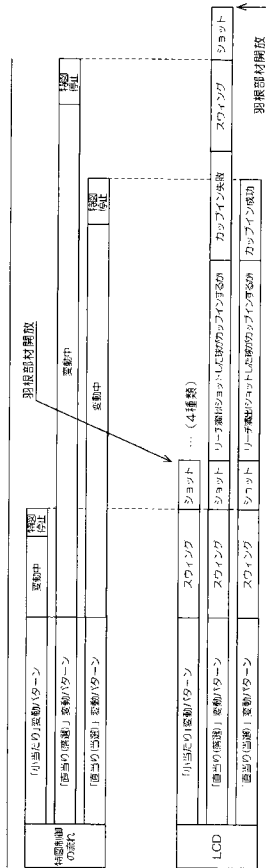 特図制御
の流れ
「小当たり」変動パターン
変動中
特図
停止
「直当り(落選)」変動パターン
変動中
特図
停止
「直当り(当選)」変動パターン
変動中
特図
停止
羽根部材開放
LCD
「小当たり」変動パターン
スウィング
ショット
…(4種類)
「直当り(落選)」変動パターン
スウィング
ショット
リーチ演出(ショットした球がカップインするか)
カップイン失敗
スウィング
ショット
「直当り(当選)」変動パターン
スウィング
ショット
リーチ演出(ショットした球がカップインするか)
カップイン成功
羽根部材開放